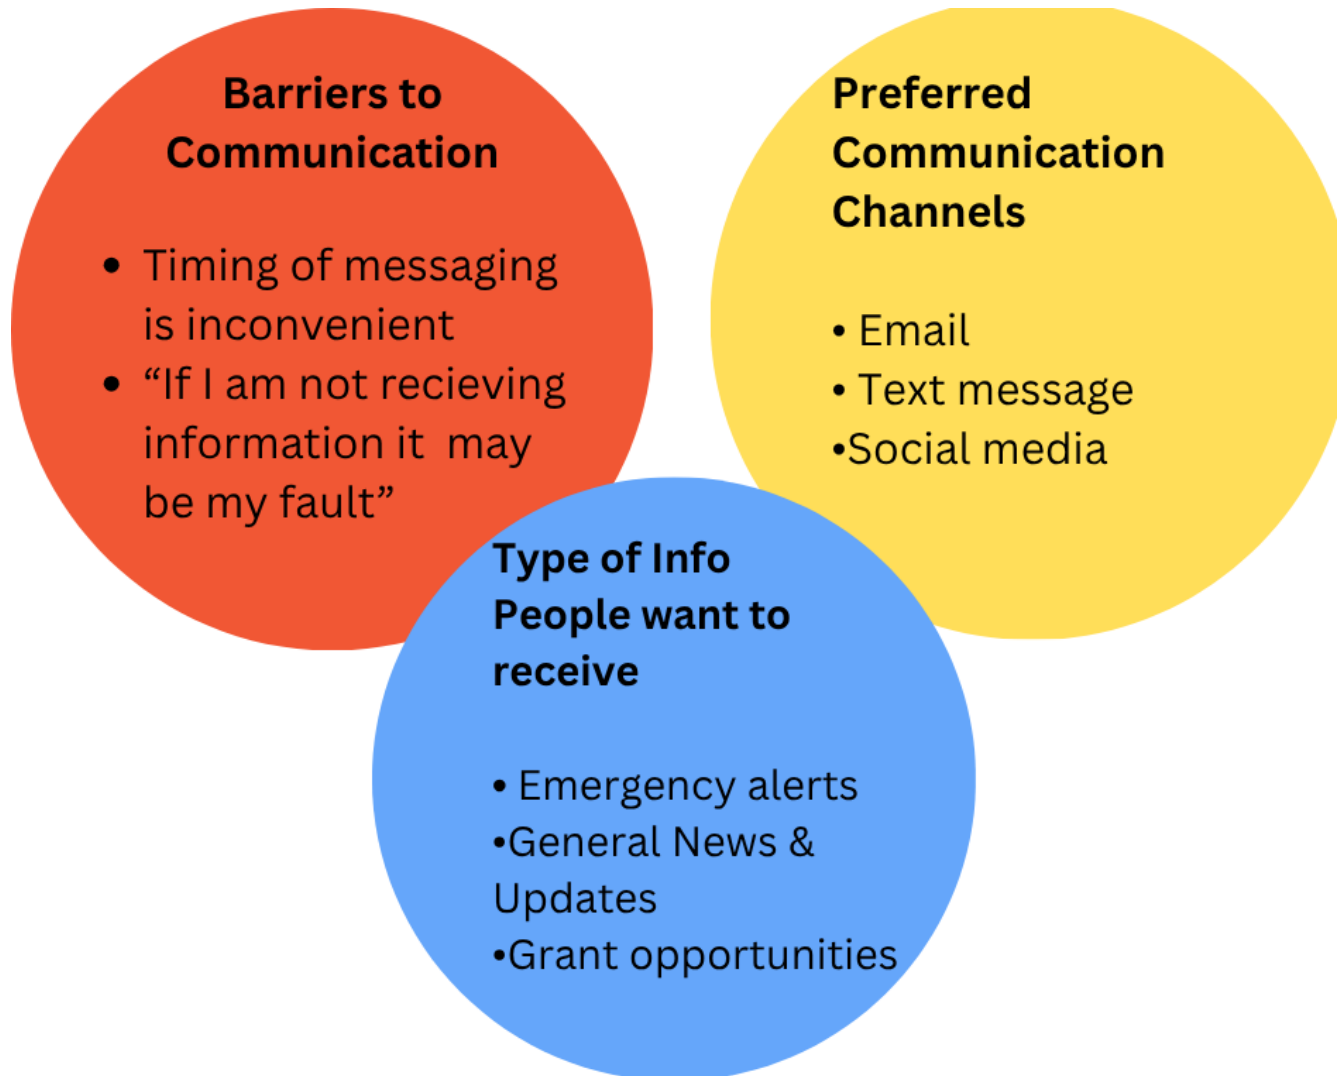 Barriers to
Communication
• Timing of messaging
is inconvenient
• “If I am not recieving
information it  may
be my fault”
Preferred
Communication
Channels
• Email
• Text message
•Social media
Type of Info
People want to
receive
• Emergency alerts
•General News &
Updates
•Grant opportunities